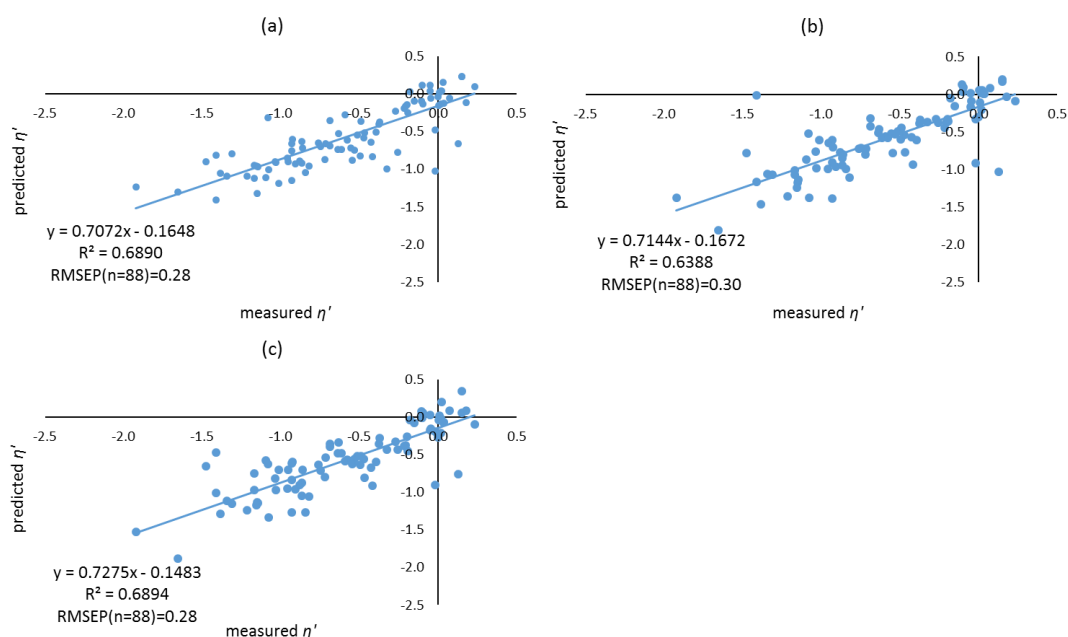 (a)
0.5
0.0
-2.5 -2.0 -1.5 -1.0 -0.5 0.0 0.5
-0.5
-1.0
-1.5
-2.0
-2.5
predicted η'
y = 0.7072x - 0.1648
R² = 0.6890
RMSEP(n=88)=0.28
measured η'
(b)
0.5
0.0
-2.5 -2.0 -1.5 -1.0 -0.5 0.0 0.5
-0.5
-1.0
-1.5
-2.0
-2.5
predicted η'
y = 0.7144x - 0.1672
R² = 0.6388
RMSEP(n=88)=0.30
measured η'
(c)
0.5
0.0
-2.5 -2.0 -1.5 -1.0 -0.5 0.0 0.5
-0.5
-1.0
-1.5
-2.0
-2.5
predicted η'
y = 0.7275x - 0.1483
R² = 0.6894
RMSEP(n=88)=0.28
measured η'